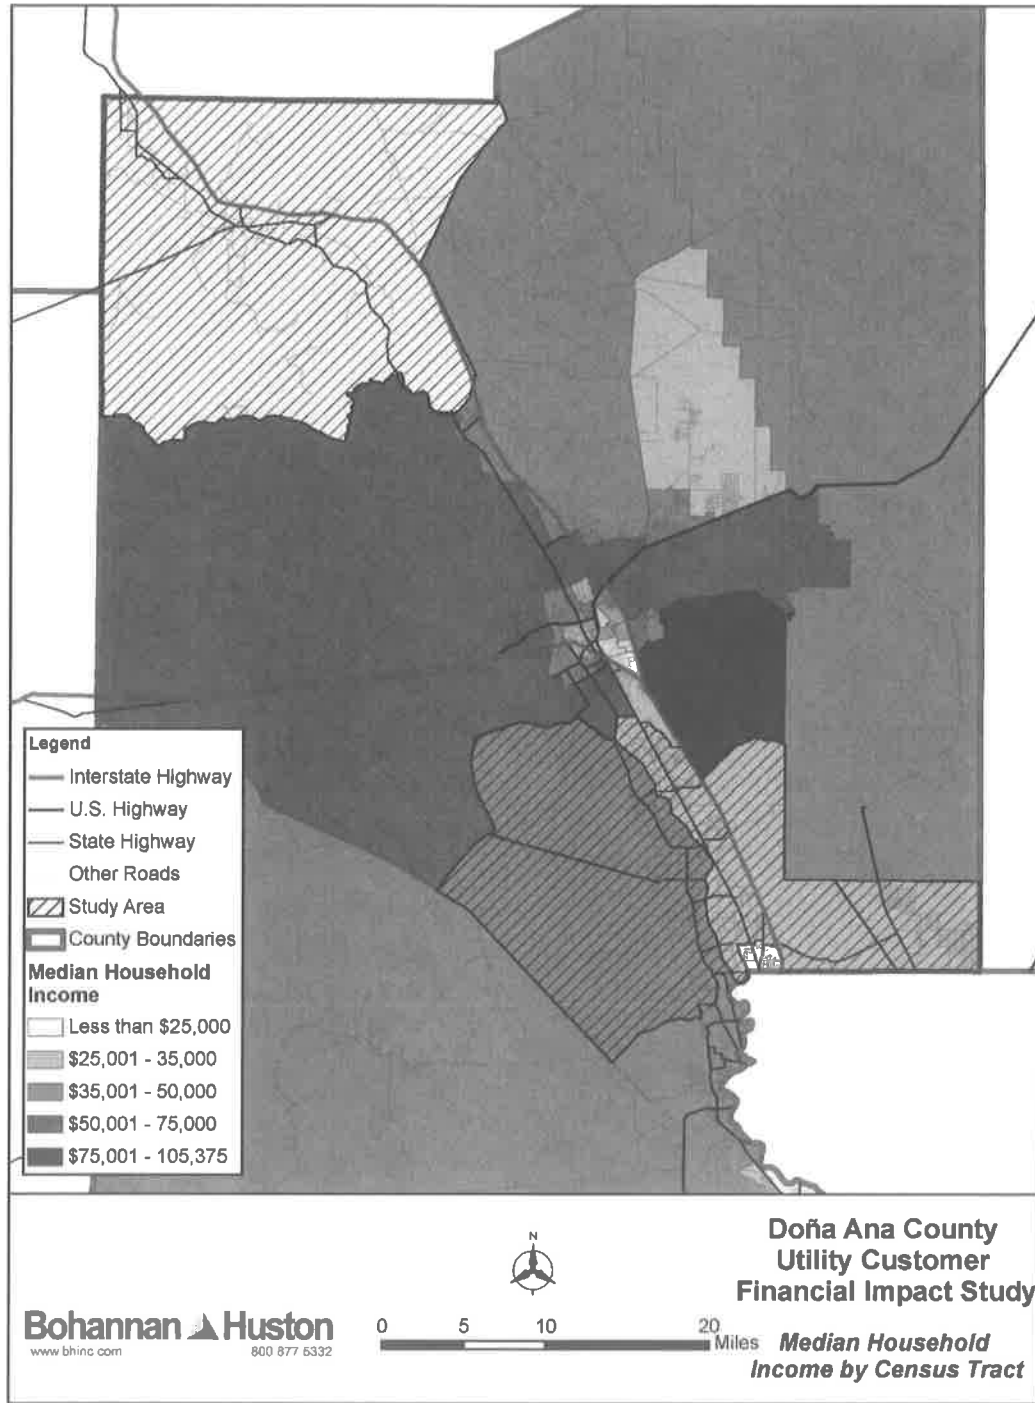 Legend
Interstate Highway
U.S. Highway
State Highway
Other Roads
Study Area
County Boundaries
Median Household
Income
Less than $25,000
$25,001 - 35,000
$35,001 - 50,000
$50,001 - 75,000
$75,001 - 105,375
N
Doña Ana County
Utility Customer
Financial Impact Study
Bohannan Huston
www.bhinc.com
800 877 5332
0 5 10 20
Miles
Median Household
Income by Census Tract